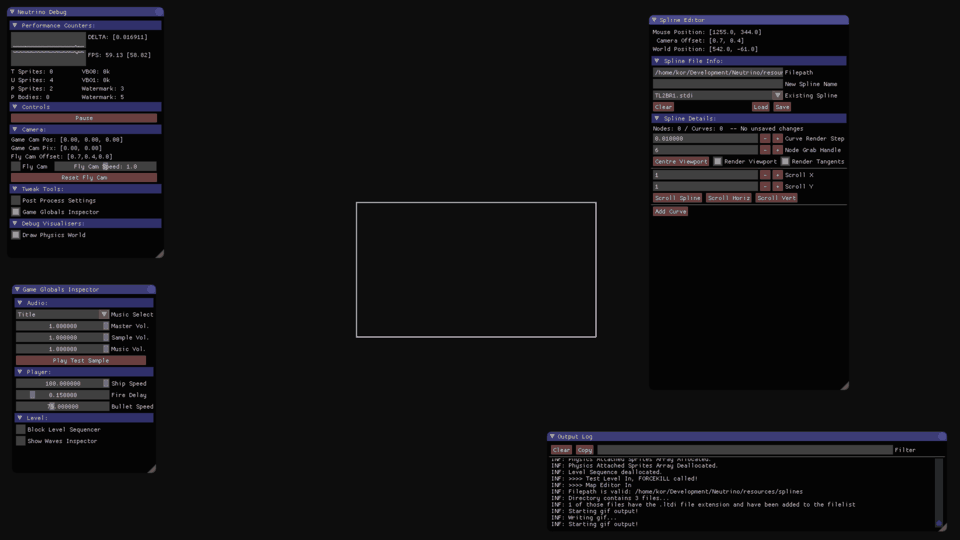 Neutrino Debug
Performance Counters:
DELTA: [0.016911]
FPS: 59.13 [58.82]
T Sprites: 0 VBO0: 0k
U Sprites: 4 VBO1: 0k
P Sprites: 2 Watermark: 3
P Bodies: 0 Watermark: 5
Controls
Pause
Camera:
Game Cam Pos: [0.00, 0.00, 0.00]
Game Cam Pix: [0.00, 0.00]
Fly Cam Offset: [0.7,0.4,0.0]
Fly Cam Fly Cam Speed: 1.0
Reset Fly Cam
Tweak Tools:
Post Process Settings
Game Globals Inspector
Debug Visualisers:
Draw Physics World
Game Globals Inspector
Audio:
Title Music Select
1.000000 Master Vol.
1.000000 Sample Vol.
1.000000 Music Vol.
Play Test Sample
Player:
100.000000 Ship Speed
0.150000 Fire Delay
Bullet Speed
Level:
Block Level Sequencer
Show Waves Inspector
Spline Editor
Mouse Position: [1255.0, 344.0]
Camera Offset: [0.7, 0.4]
World Position: [542.0, -61.0]
Spline File Info:
/home/kor/Development/Neutrino/resour Filepath
New Spline Name
TL2BA1.stdi Existing Spline
Clear Load Save
Spline Details:
Nodes: 0 / Curves: 0 -- No unsaved changes
0.010000 - + Curve Render Step
6 - + Node Grab Handle
Centre Viewport Render Viewport Render Tangents
1 - + Scroll X
1 - + Scroll Y
Scroll Spline Scroll Horiz Scroll Vert
Add Curve
Output Log
Clear Copy Filter
INF: Physics Attached Sprites Array Allocated.
INF: Physics Attached Sprites Array Deallocated.
INF: Level Sequence deallocated.
INF: >>>> Test Level In, FORCEKILL called!
INF: >>>> Map Editor In
INF: Filepath is valid: /home/kor/Development/Neutrino/resources/splines
INF: Directory contains 3 files...
INF: 1 of those files have the .ltdi file extension and have been added to the filelist
INF: Starting gif output!
INF: Writing gif...
INF: Starting gif output!